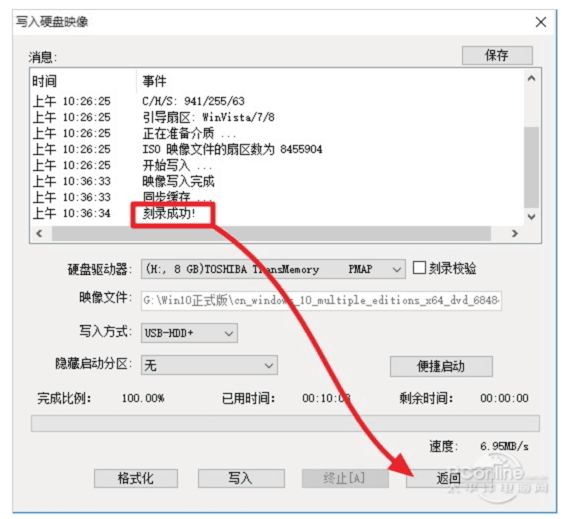 写入硬盘映像
消息:
保存
时间 事件
上午 10:26:25 C/H/S: 941/255/63
上午 10:26:25 引导扇区: WinVista/7/8
上午 10:26:25 正在准备介质 ...
上午 10:26:25 ISO 映像文件的扇区数为 8455904
上午 10:26:25 开始写入 ...
上午 10:36:33 映像写入完成
上午 10:36:33 同步缓存 ...
上午 10:36:34 刻录成功!
硬盘驱动器: (H:, 8 GB)TOSHIBA TransMemory PMAP 刻录校验
映像文件: G:\Win10正式版\cn_windows_10_multiple_editions_x64_dvd_6848
写入方式: USB-HDD+
隐藏启动分区: 无 便捷启动
完成比例: 100.00% 已用时间: 00:10:08 剩余时间: 00:00:00
速度: 6.95MB/s
格式化 写入 终止[A] 返回
PConline
太平洋电脑网